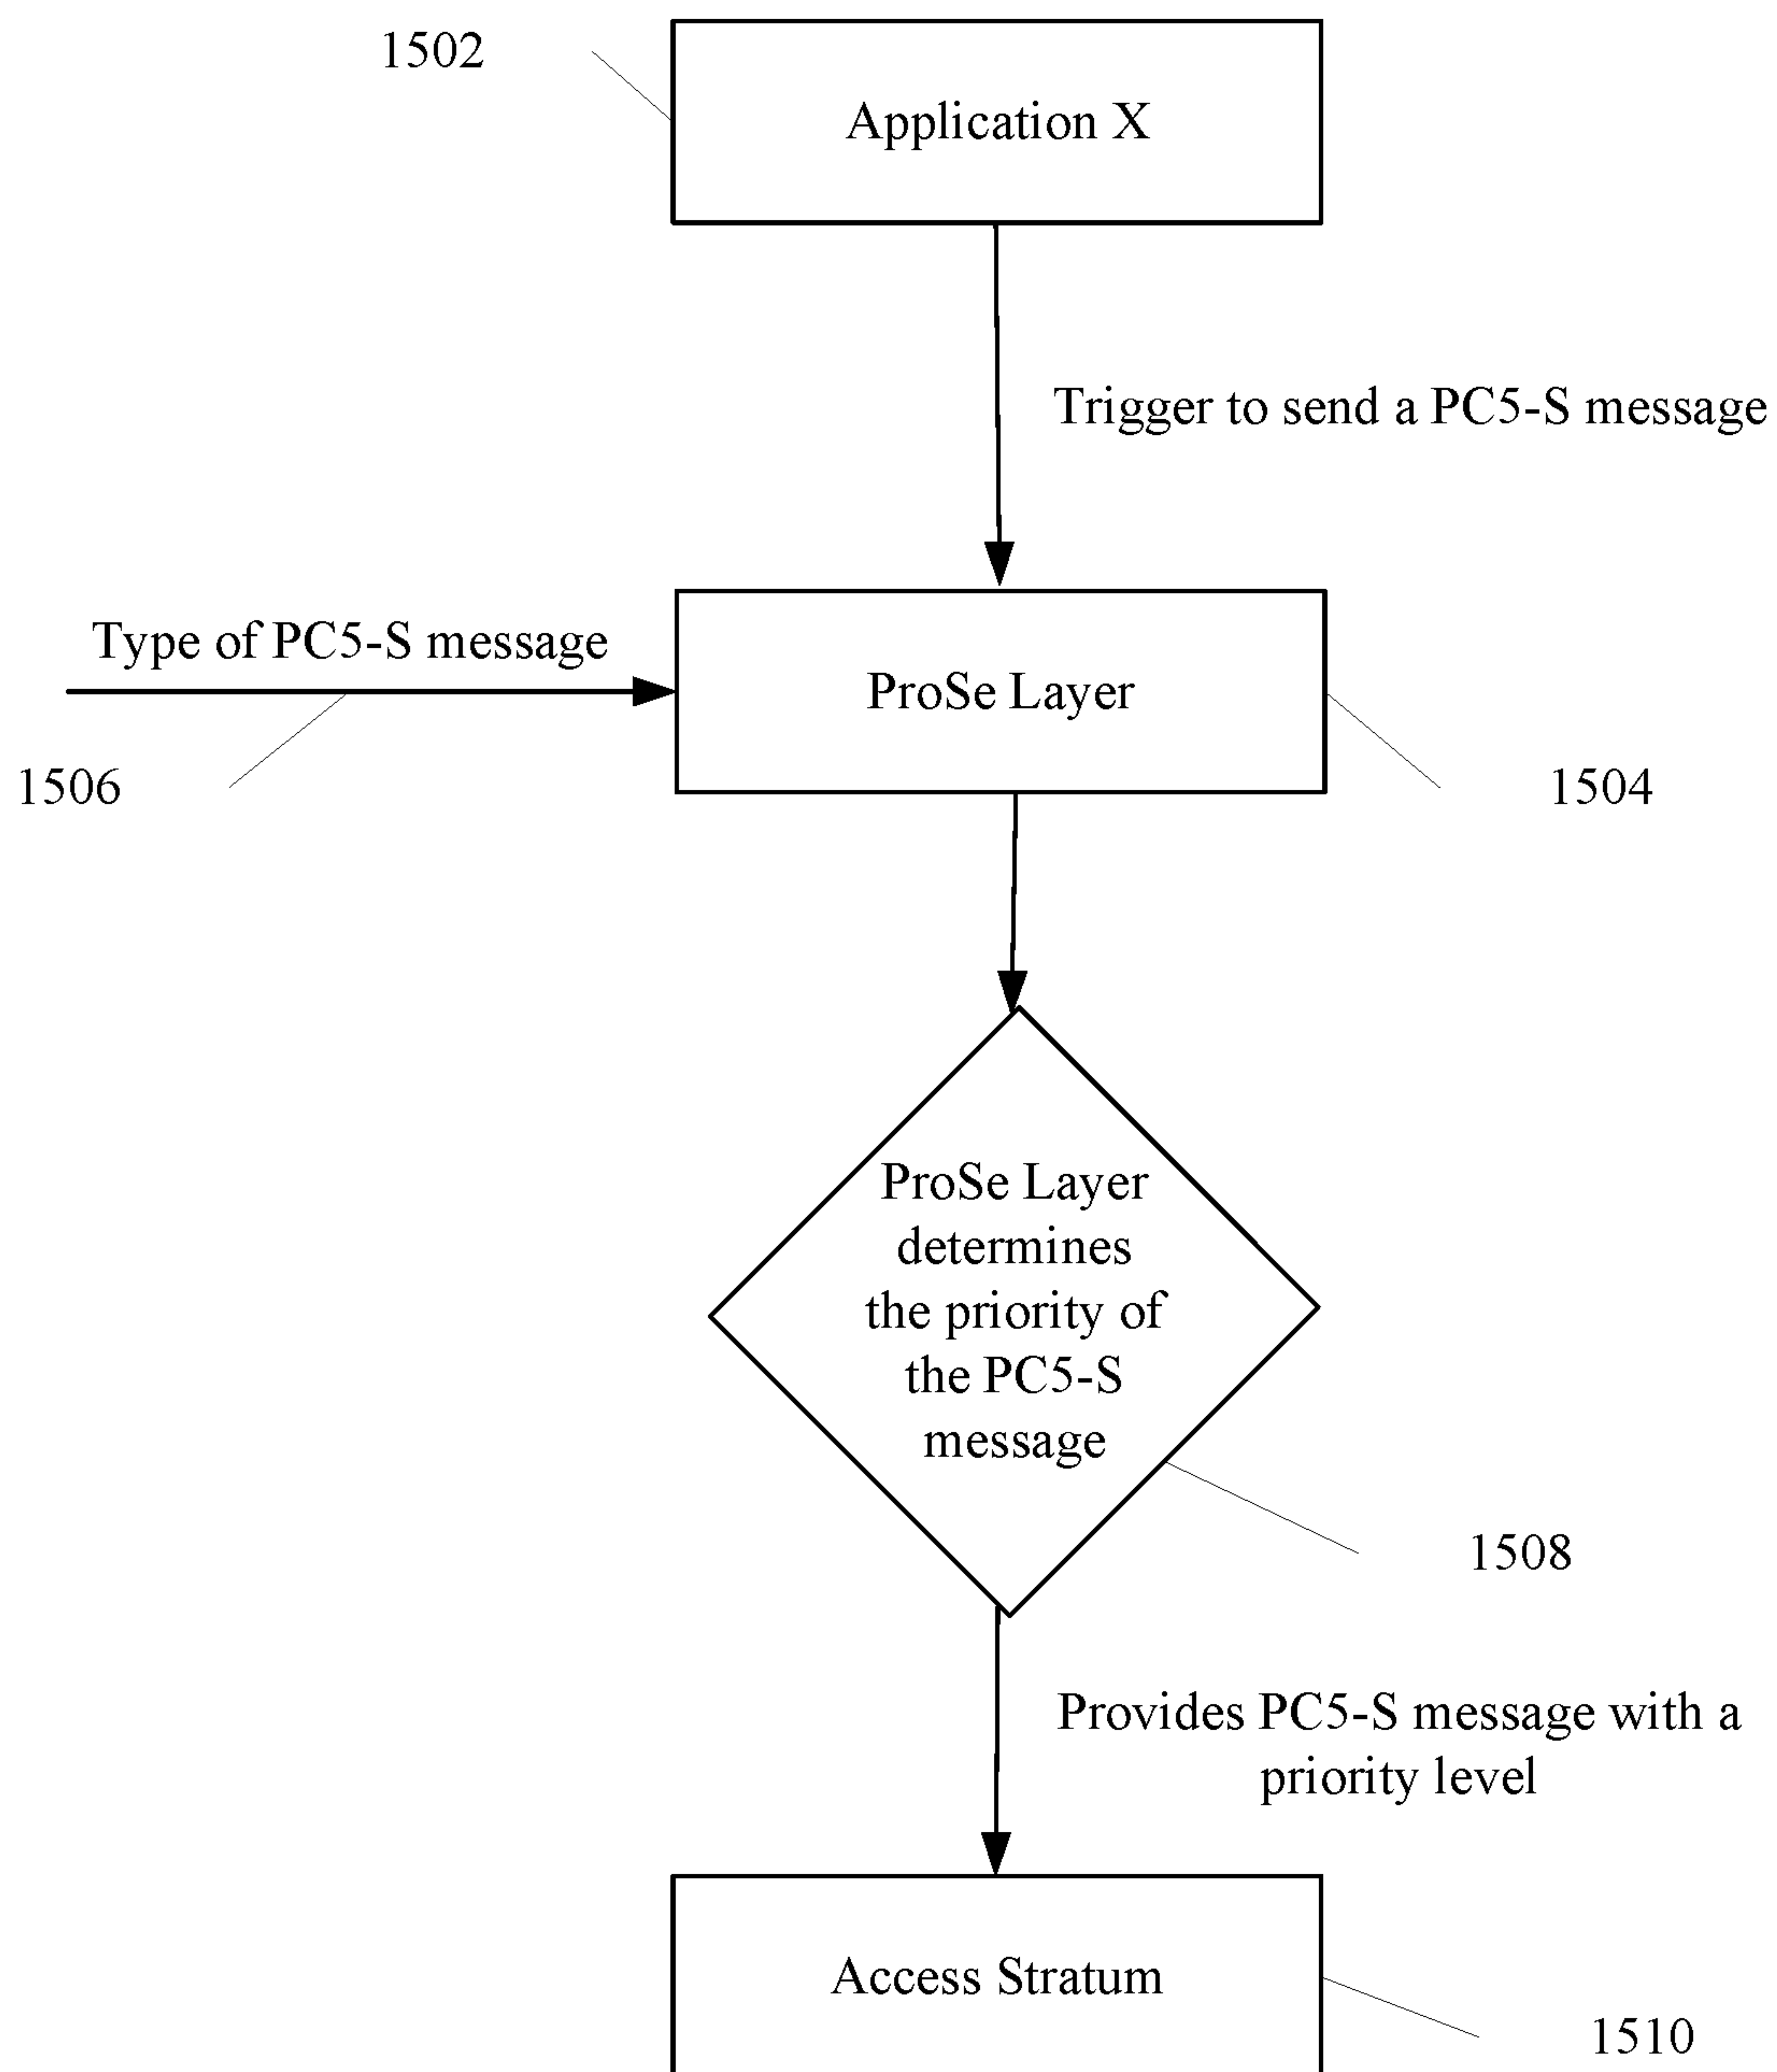 1502
Application X
Trigger to send a PC5-S message
Type of PC5-S message
ProSe Layer
1506
1504
ProSe Layer
determines
the priority of
the PC5-S
message
1508
Provides PC5-S message with a
priority level
Access Stratum
1510